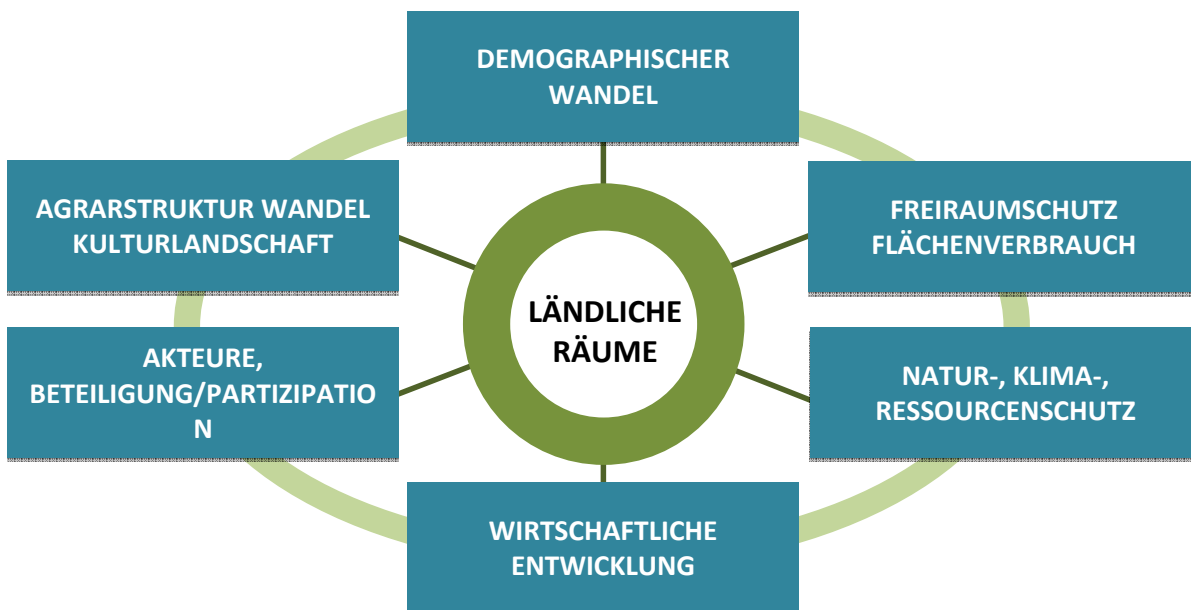 DEMOGRAPHISCHER
WANDEL
AGRARSTRUKTUR WANDEL
KULTURLANDSCHAFT
FREIRAUMSCHUTZ
FLÄCHENVERBRAUCH
LÄNDLICHE
RÄUME
AKTEURE,
BETEILIGUNG/PARTIZIPATIO
N
NATUR-, KLIMA-,
RESSOURCENSCHUTZ
WIRTSCHAFTLICHE
ENTWICKLUNG